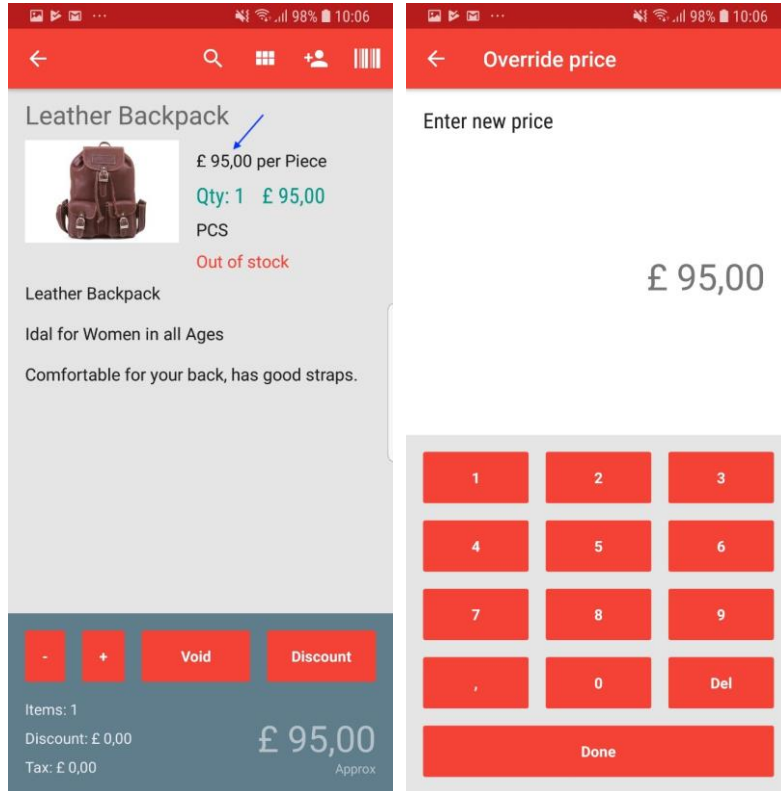 98% 10:06
Leather Backpack
£ 95,00 per Piece
Qty: 1 £ 95,00
PCS
Out of stock
Leather Backpack
Idal for Women in all Ages
Comfortable for your back, has good straps.
- + Void Discount
Items: 1
Discount: £ 0,00
Tax: £ 0,00
£ 95,00
Approx
98% 10:06
Override price
Enter new price
£ 95,00
1 2 3
4 5 6
7 8 9
, 0 Del
Done